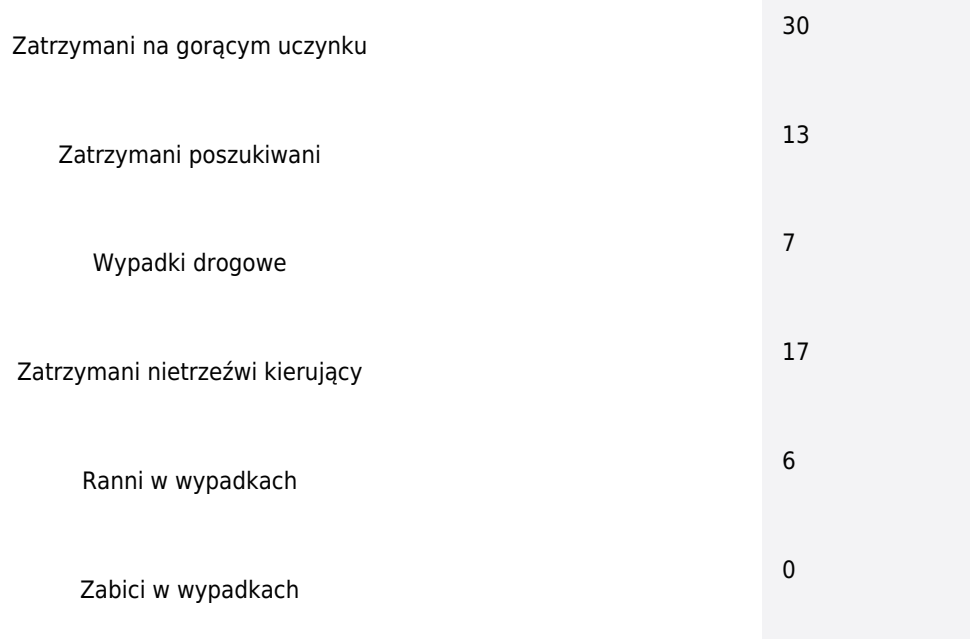 Zatrzymani na gorącym uczynku 30
Zatrzymani poszukiwani 13
Wypadki drogowe 7
Zatrzymani nietrzeźwi kierujący 17
Ranni w wypadkach 6
Zabici w wypadkach 0